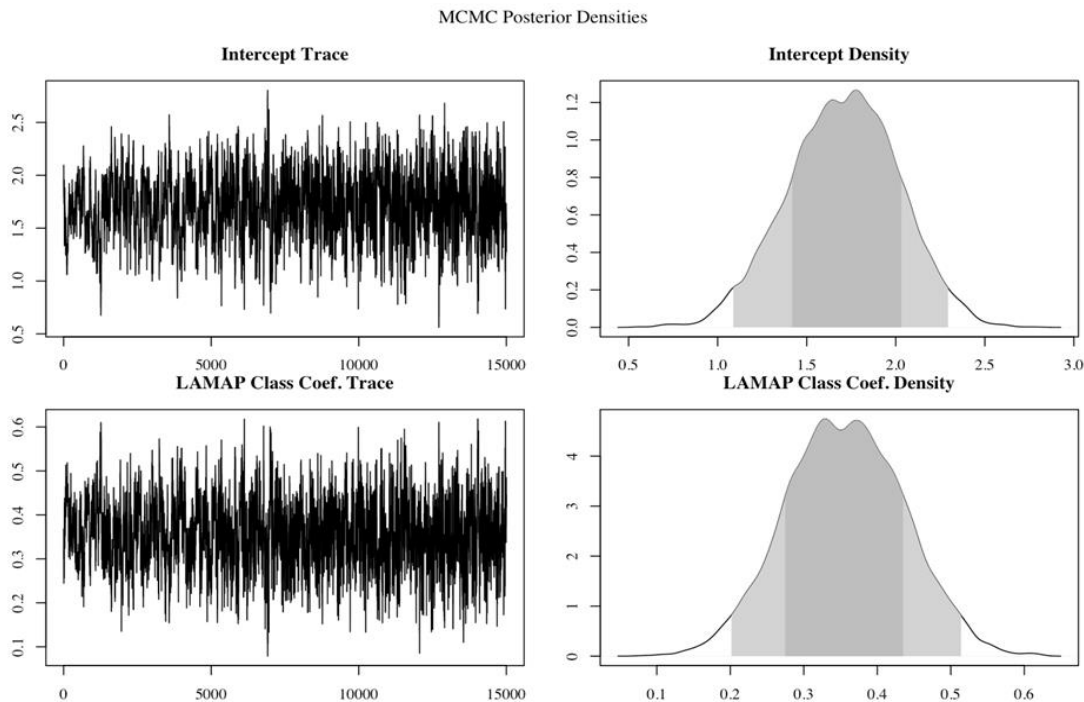 MCMC Posterior Densities
Intercept Trace
0.5 1.0 1.5 2.0 2.5
0 5000 10000 15000
Intercept Density
0.0 0.2 0.4 0.6 0.8 1.0 1.2
0.5 1.0 1.5 2.0 2.5 3.0
LAMAP Class Coef. Trace
0.1 0.2 0.3 0.4 0.5 0.6
0 5000 10000 15000
LAMAP Class Coef. Density
0 1 2 3 4
0.1 0.2 0.3 0.4 0.5 0.6